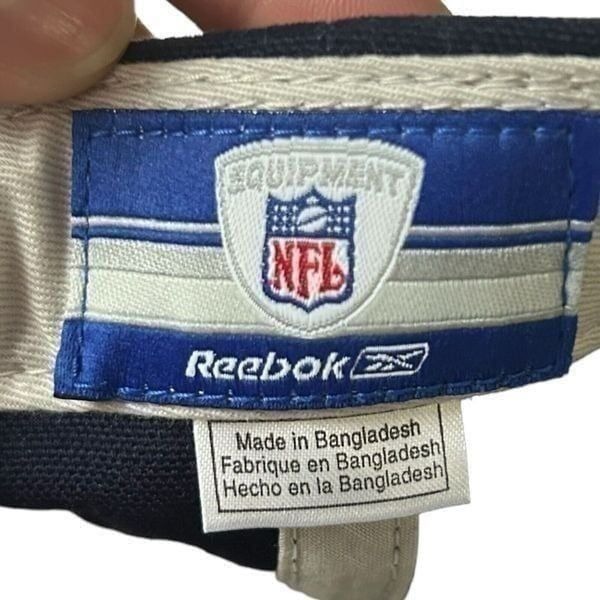 EQUIPMENT
NFL
Reebok
Made in Bangladesh
Fabrique en Bangladesh
Hecho en la Bangladesh